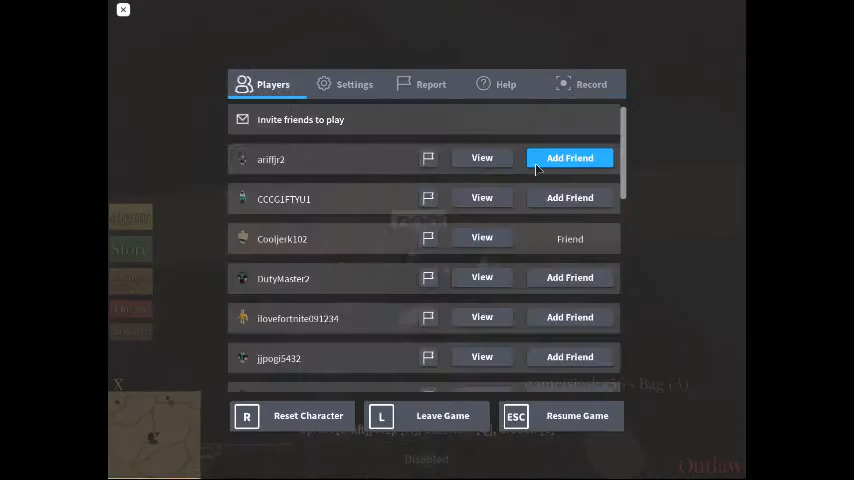 Players Settings Report Help Record
Invite friends to play
ariffjr2 View Add Friend
CCCG1FTYU1 View Add Friend
Cooljerk102 View Friend
DutyMaster2 View Add Friend
Store
ilovefortnite091234 View Add Friend
jjpogi5432 View Add Friend
X
Bag (3)
R Reset Character L Leave Game ESC Resume Game
Disabled
Outlaw